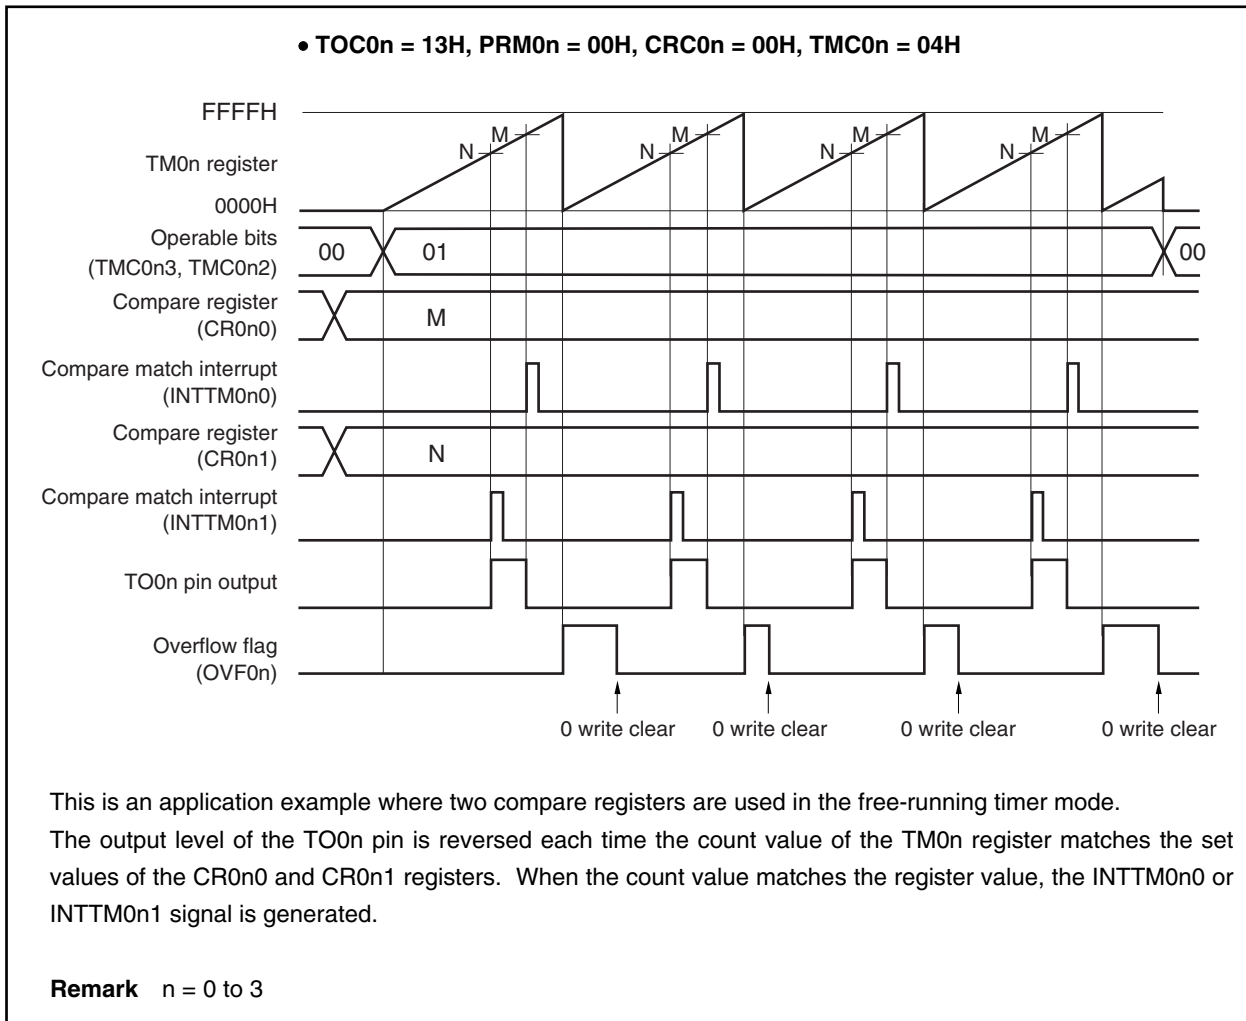 • TOC0n = 13H, PRM0n = 00H, CRC0n = 00H, TMC0n = 04H
FFFFH
TM0n register
0000H
N M N M N M N M
Operable bits
(TMC0n3, TMC0n2)
00 01 00
Compare register
(CR0n0)
M
Compare match interrupt
(INTTM0n0)
Compare register
(CR0n1)
N
Compare match interrupt
(INTTM0n1)
TO0n pin output
Overflow flag
(OVF0n)
0 write clear 0 write clear 0 write clear 0 write clear
This is an application example where two compare registers are used in the free-running timer mode.
The output level of the TO0n pin is reversed each time the count value of the TM0n register matches the set
values of the CR0n0 and CR0n1 registers. When the count value matches the register value, the INTTM0n0 or
INTTM0n1 signal is generated.
Remark n = 0 to 3